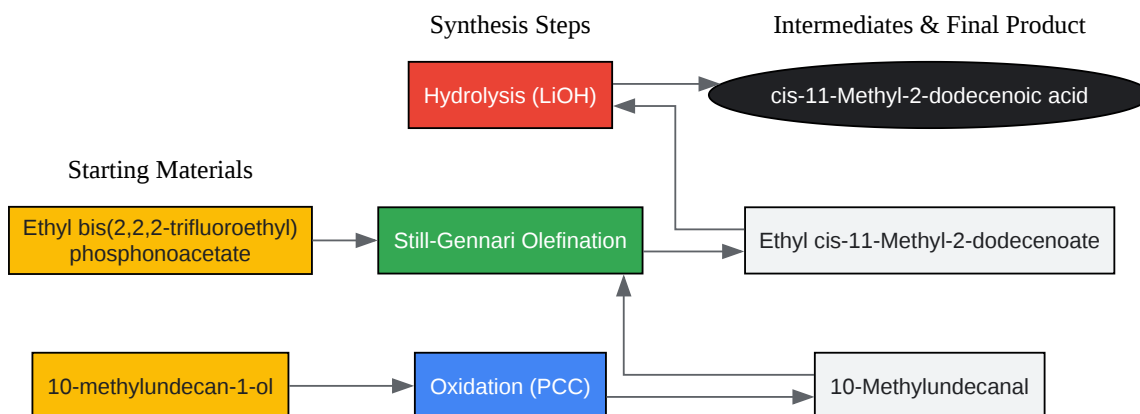 Synthesis Steps
Intermediates & Final Product
Hydrolysis (LiOH)
cis-11-Methyl-2-dodecenoic acid
Starting Materials
Ethyl bis(2,2,2-trifluoroethyl)
phosphonoacetate
Still-Gennari Olefination
Ethyl cis-11-Methyl-2-dodecenoate
10-methylundecan-1-ol
Oxidation (PCC)
10-Methylundecanal